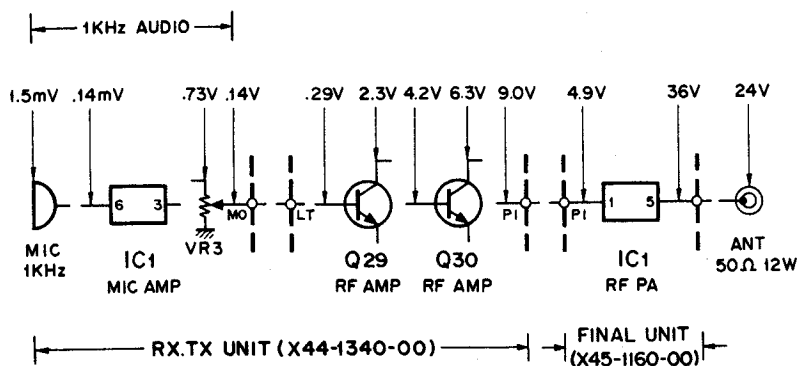 1KHz AUDIO
1.5mV .14mV .73V .14V .29V 2.3V 4.2V 6.3V 9.0V 4.9V 36V 24V
6 3 MO LT PI PI 1 5
MIC
1KHz
IC1
MIC AMP
VR3
Q29
RF AMP
Q30
RF AMP
IC1
RF PA
ANT
50Ω 12W
RX.TX UNIT (X44-1340-00)
FINAL UNIT
(X45-1160-00)